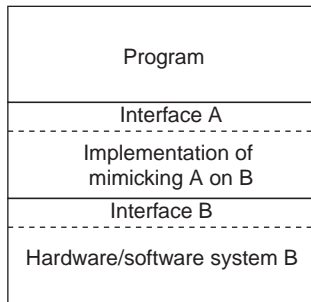 Program
Interface A
Implementation of
mimicking A on B
Interface B
Hardware/software system B